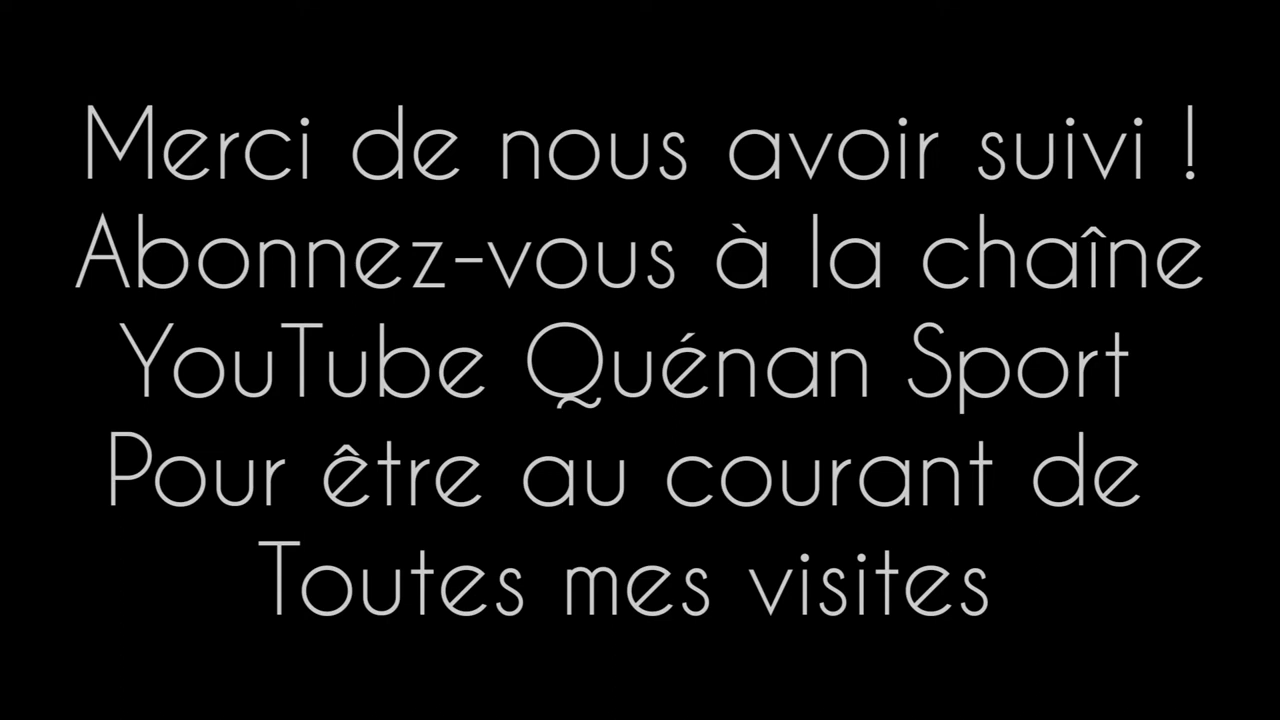 Merci de nous avoir suivi !
Abonnez-vous à la chaîne
YouTube Quénan Sport
Pour être au courant de
Toutes mes visites